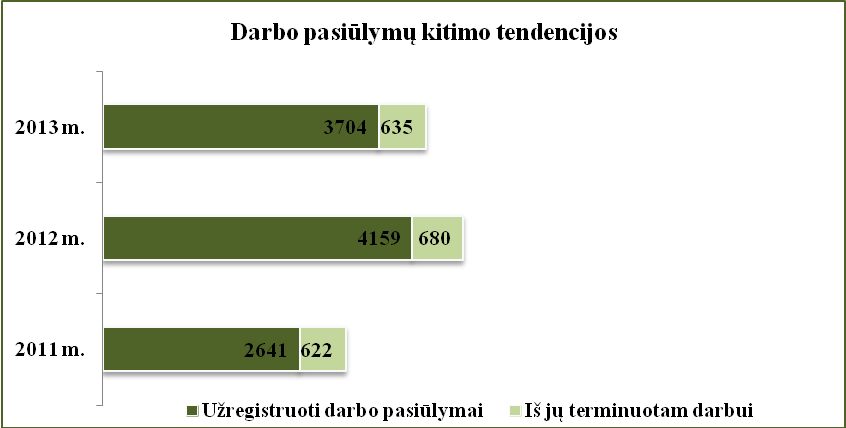 Darbo pasiūlymų kitimo tendencijos
2013 m.
3704
635
2012 m.
4159
680
2011 m.
2641
622
Užregistruoti darbo pasiūlymai
Iš jų terminuotam darbui